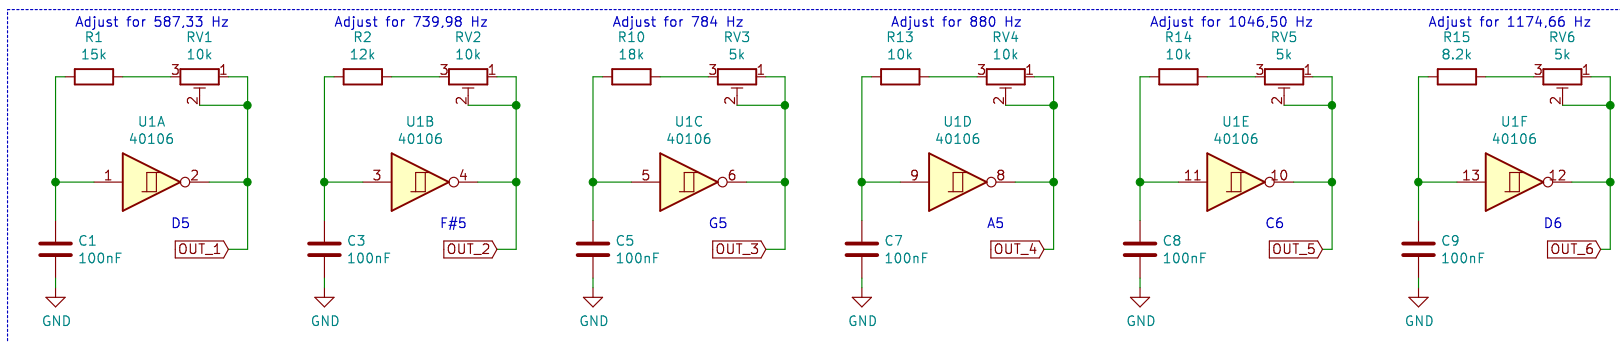 Adjust for 587,33 Hz
R1
15k
RV1
10k
3
1
2
U1A
40106
1
2
D5
C1
100nF
OUT_1
GND
Adjust for 739,98 Hz
R2
12k
RV2
10k
3
1
2
U1B
40106
3
4
F#5
C3
100nF
OUT_2
GND
Adjust for 784 Hz
R10
18k
RV3
5k
3
1
2
U1C
40106
5
6
G5
C5
100nF
OUT_3
GND
Adjust for 880 Hz
R13
10k
RV4
10k
3
1
2
U1D
40106
9
8
A5
C7
100nF
OUT_4
GND
Adjust for 1046,50 Hz
R14
10k
RV5
5k
3
1
2
U1E
40106
11
10
C6
C8
100nF
OUT_5
GND
Adjust for 1174,66 Hz
R15
8.2k
RV6
5k
3
1
2
U1F
40106
13
12
D6
C9
100nF
OUT_6
GND